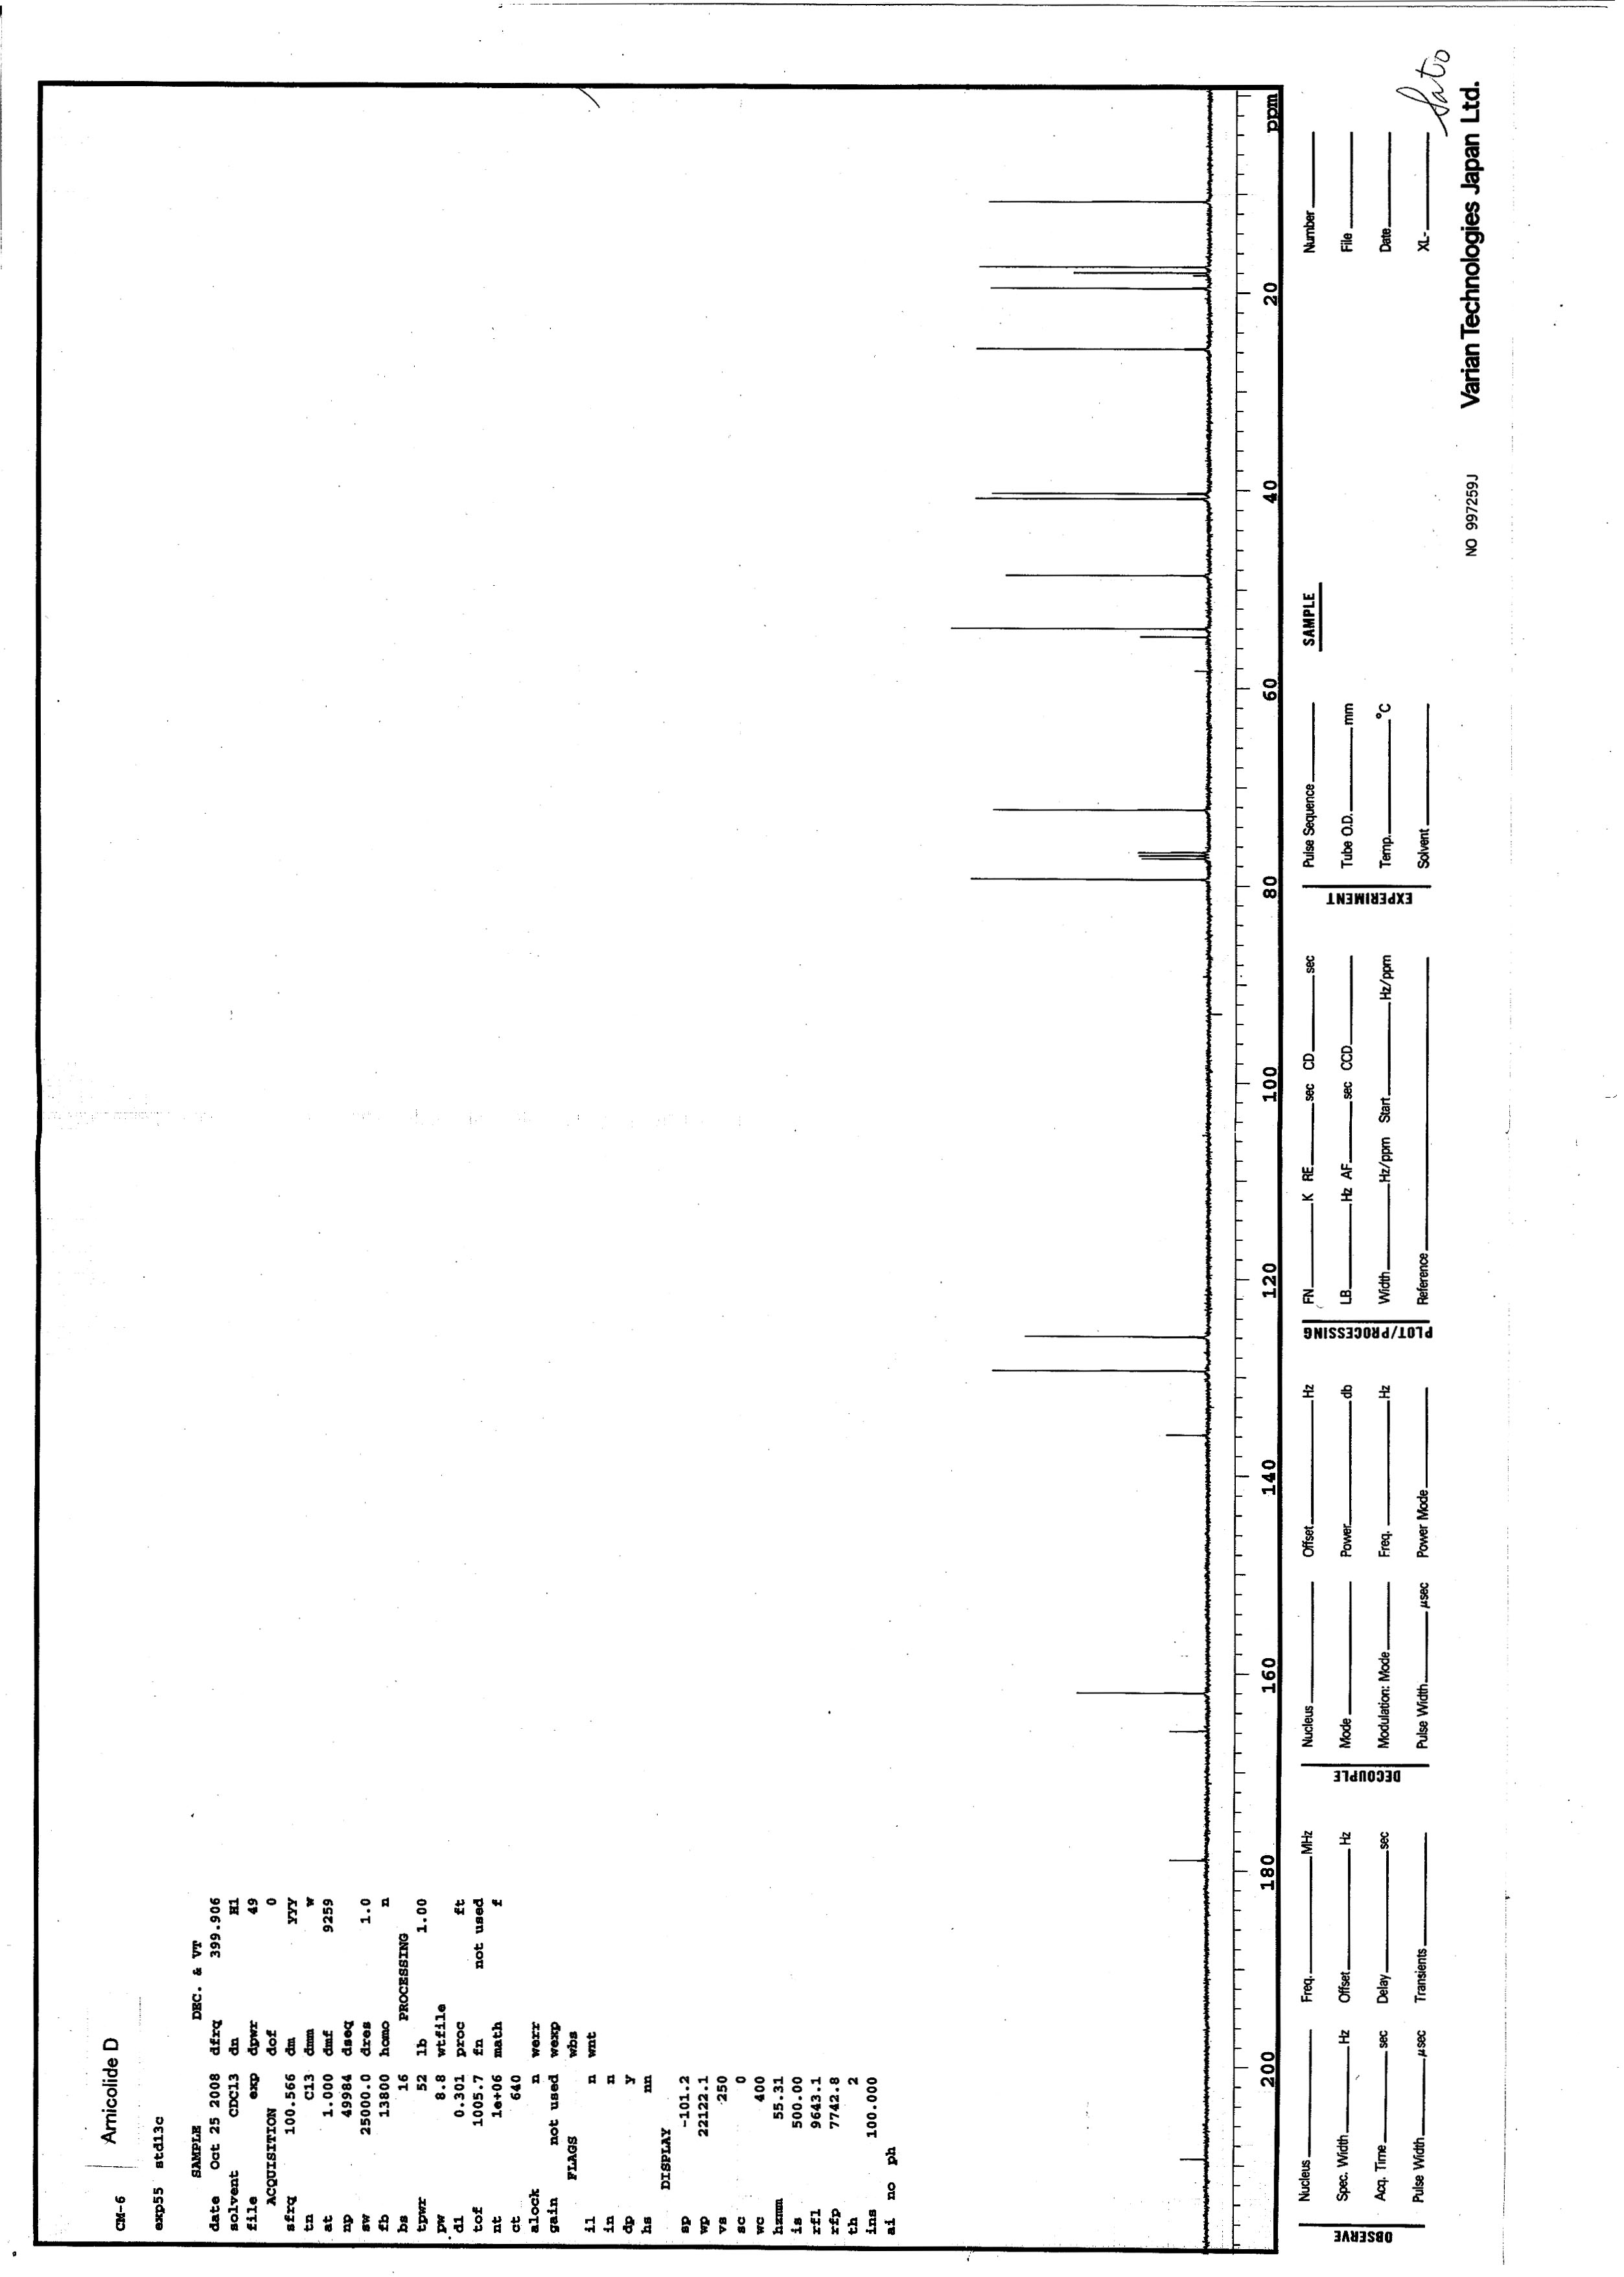 CM-6 Arnicolide D
exp55 std13c
SAMPLE DEC. & VT
date Oct 25 2008 dfrq 399.906
solvent CDCl3 dn H1
file exp dpwr 49
ACQUISITION dof 0
sfrq 100.566 dm yyy
tn C13 dmm w
at 1.000 dmf 9259
np 49984 dseq
sw 25000.0 dres 1.0
fb 13800 homo n
bs 16 PROCESSING
tpwr 52 lb 1.00
pw 8.8 wtfile
d1 0.301 proc ft
tof 1005.7 fn not used
nt 1e+06 math f
ct 640
alock n werr
gain not used wexp
FLAGS wbs
il n wnt
in n
dp y
hs nn
DISPLAY
sp -101.2
wp 22122.1
vs 250
sc 0
wc 400
hzmm 55.31
is 500.00
rfl 9643.1
rfp 7742.8
th 2
ins 100.000
ai no ph
200 180 160 140 120 100 80 60 40 20 ppm
OBSERVE
Nucleus Freq. MHz
Spec. Width Hz Offset Hz
Acq. Time sec Delay sec
Pulse Width µsec Transients
DECOUPLE
Nucleus Offset Hz
Mode Power db
Modulation: Mode Freq. Hz
Pulse Width µsec Power Mode
PLOT/PROCESSING
FN K RE sec CD sec
LB Hz AF sec CCD
Width Hz/ppm Start Hz/ppm
Reference
EXPERIMENT
Pulse Sequence
Tube O.D. mm
Temp. °C
Solvent
SAMPLE
Number
File
Date
XL-
Sato
NO 997259J Varian Technologies Japan Ltd.